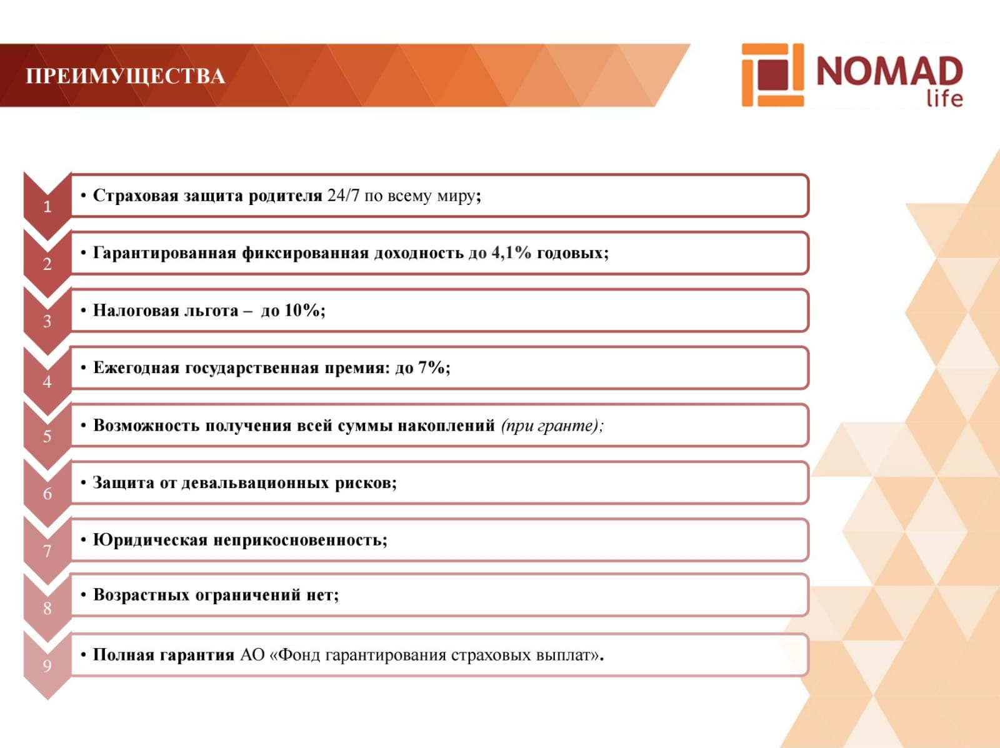 ПРЕИМУЩЕСТВА
NOMAD
life
1
• Страховая защита родителя 24/7 по всему миру;
2
• Гарантированная фиксированная доходность до 4,1% годовых;
3
• Налоговая льгота – до 10%;
4
• Ежегодная государственная премия: до 7%;
5
• Возможность получения всей суммы накоплений (при гранте);
6
• Защита от девальвационных рисков;
7
• Юридическая неприкосновенность;
8
• Возрастных ограничений нет;
9
• Полная гарантия АО «Фонд гарантирования страховых выплат».